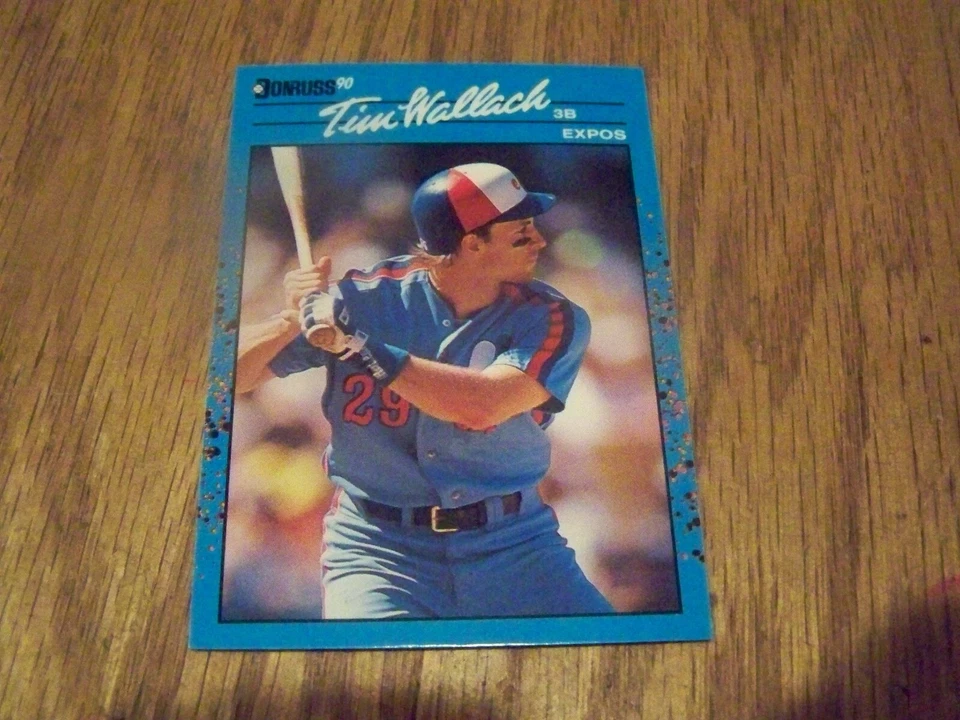 DONRUSS 90
Tim Wallach
3B
EXPOS
29